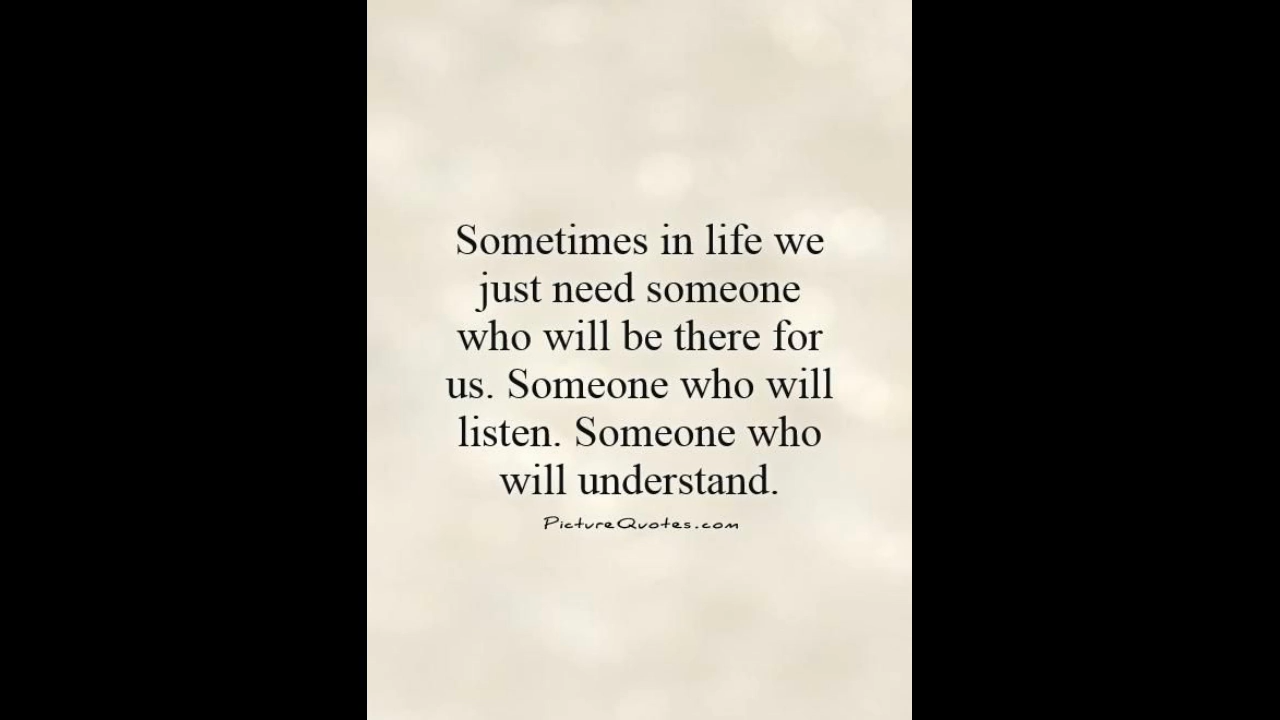 Sometimes in life we
just need someone
who will be there for
us. Someone who will
listen. Someone who
will understand.
PictureQuotes.com